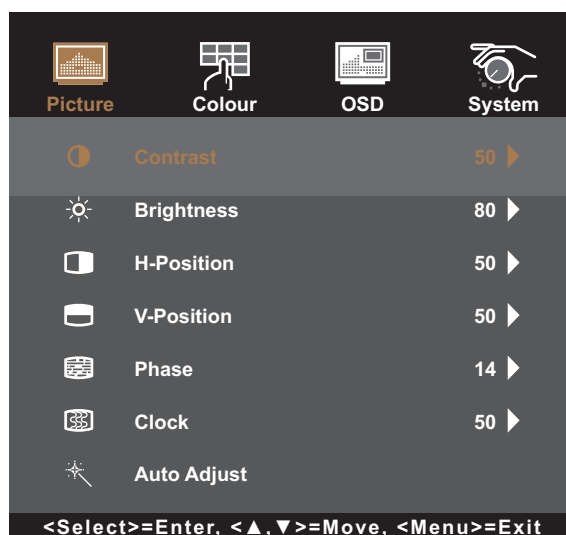 Picture Colour OSD System
Contrast 50
Brightness 80
H-Position 50
V-Position 50
Phase 14
Clock 50
Auto Adjust
<Select>=Enter, <▲,▼>=Move, <Menu>=Exit